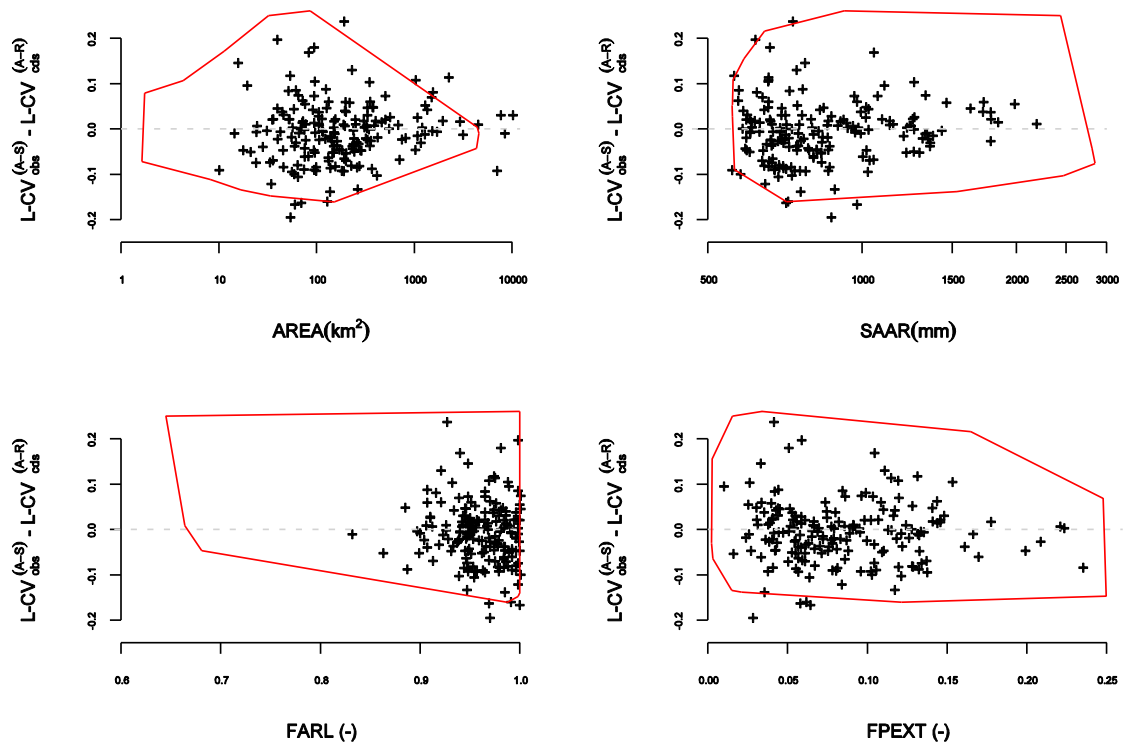 L-CV obs (A–S) - L-CV cds (A–R)
0.2
0.1
0.0
-0.1
-0.2
1 10 100 1000 10000
AREA(km2)
L-CV obs (A–S) - L-CV cds (A–R)
0.2
0.1
0.0
-0.1
-0.2
500 1000 1500 2000 2500 3000
SAAR(mm)
L-CV obs (A–S) - L-CV cds (A–R)
0.2
0.1
0.0
-0.1
-0.2
0.6 0.7 0.8 0.9 1.0
FARL (-)
L-CV obs (A–S) - L-CV cds (A–R)
0.2
0.1
0.0
-0.1
-0.2
0.00 0.05 0.10 0.15 0.20 0.25
FPEXT (-)